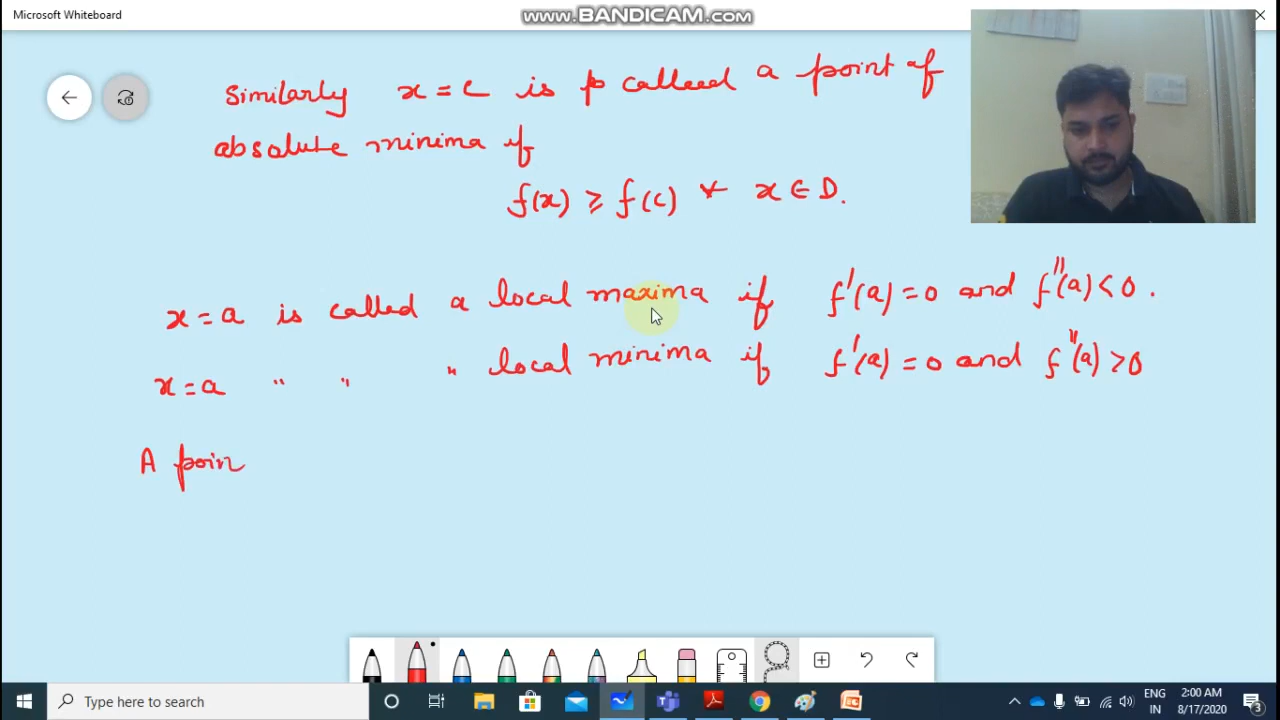 Microsoft Whiteboard
www.BANDICAM.com
Similarly x = c is p called a point of
absolute minima if
f(x) ≥ f(c) ∀ x ∈ D.
x = a is called a local maxima if f'(a) = 0 and f''(a) < 0.
x = a " " " local minima if f'(a) = 0 and f''(a) > 0
A poin
Type here to search
ENG
IN
2:00 AM
8/17/2020
3